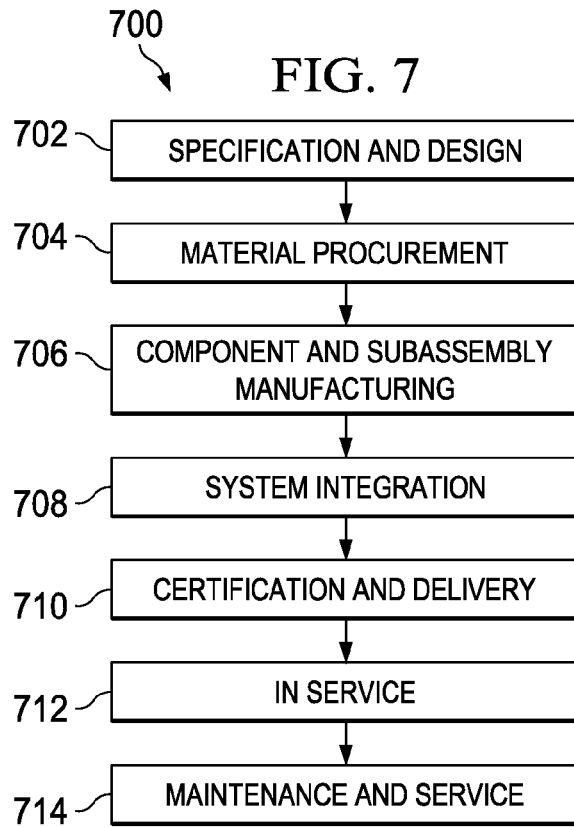 700
FIG. 7
702
SPECIFICATION AND DESIGN
704
MATERIAL PROCUREMENT
706
COMPONENT AND SUBASSEMBLY
MANUFACTURING
708
SYSTEM INTEGRATION
710
CERTIFICATION AND DELIVERY
712
IN SERVICE
714
MAINTENANCE AND SERVICE